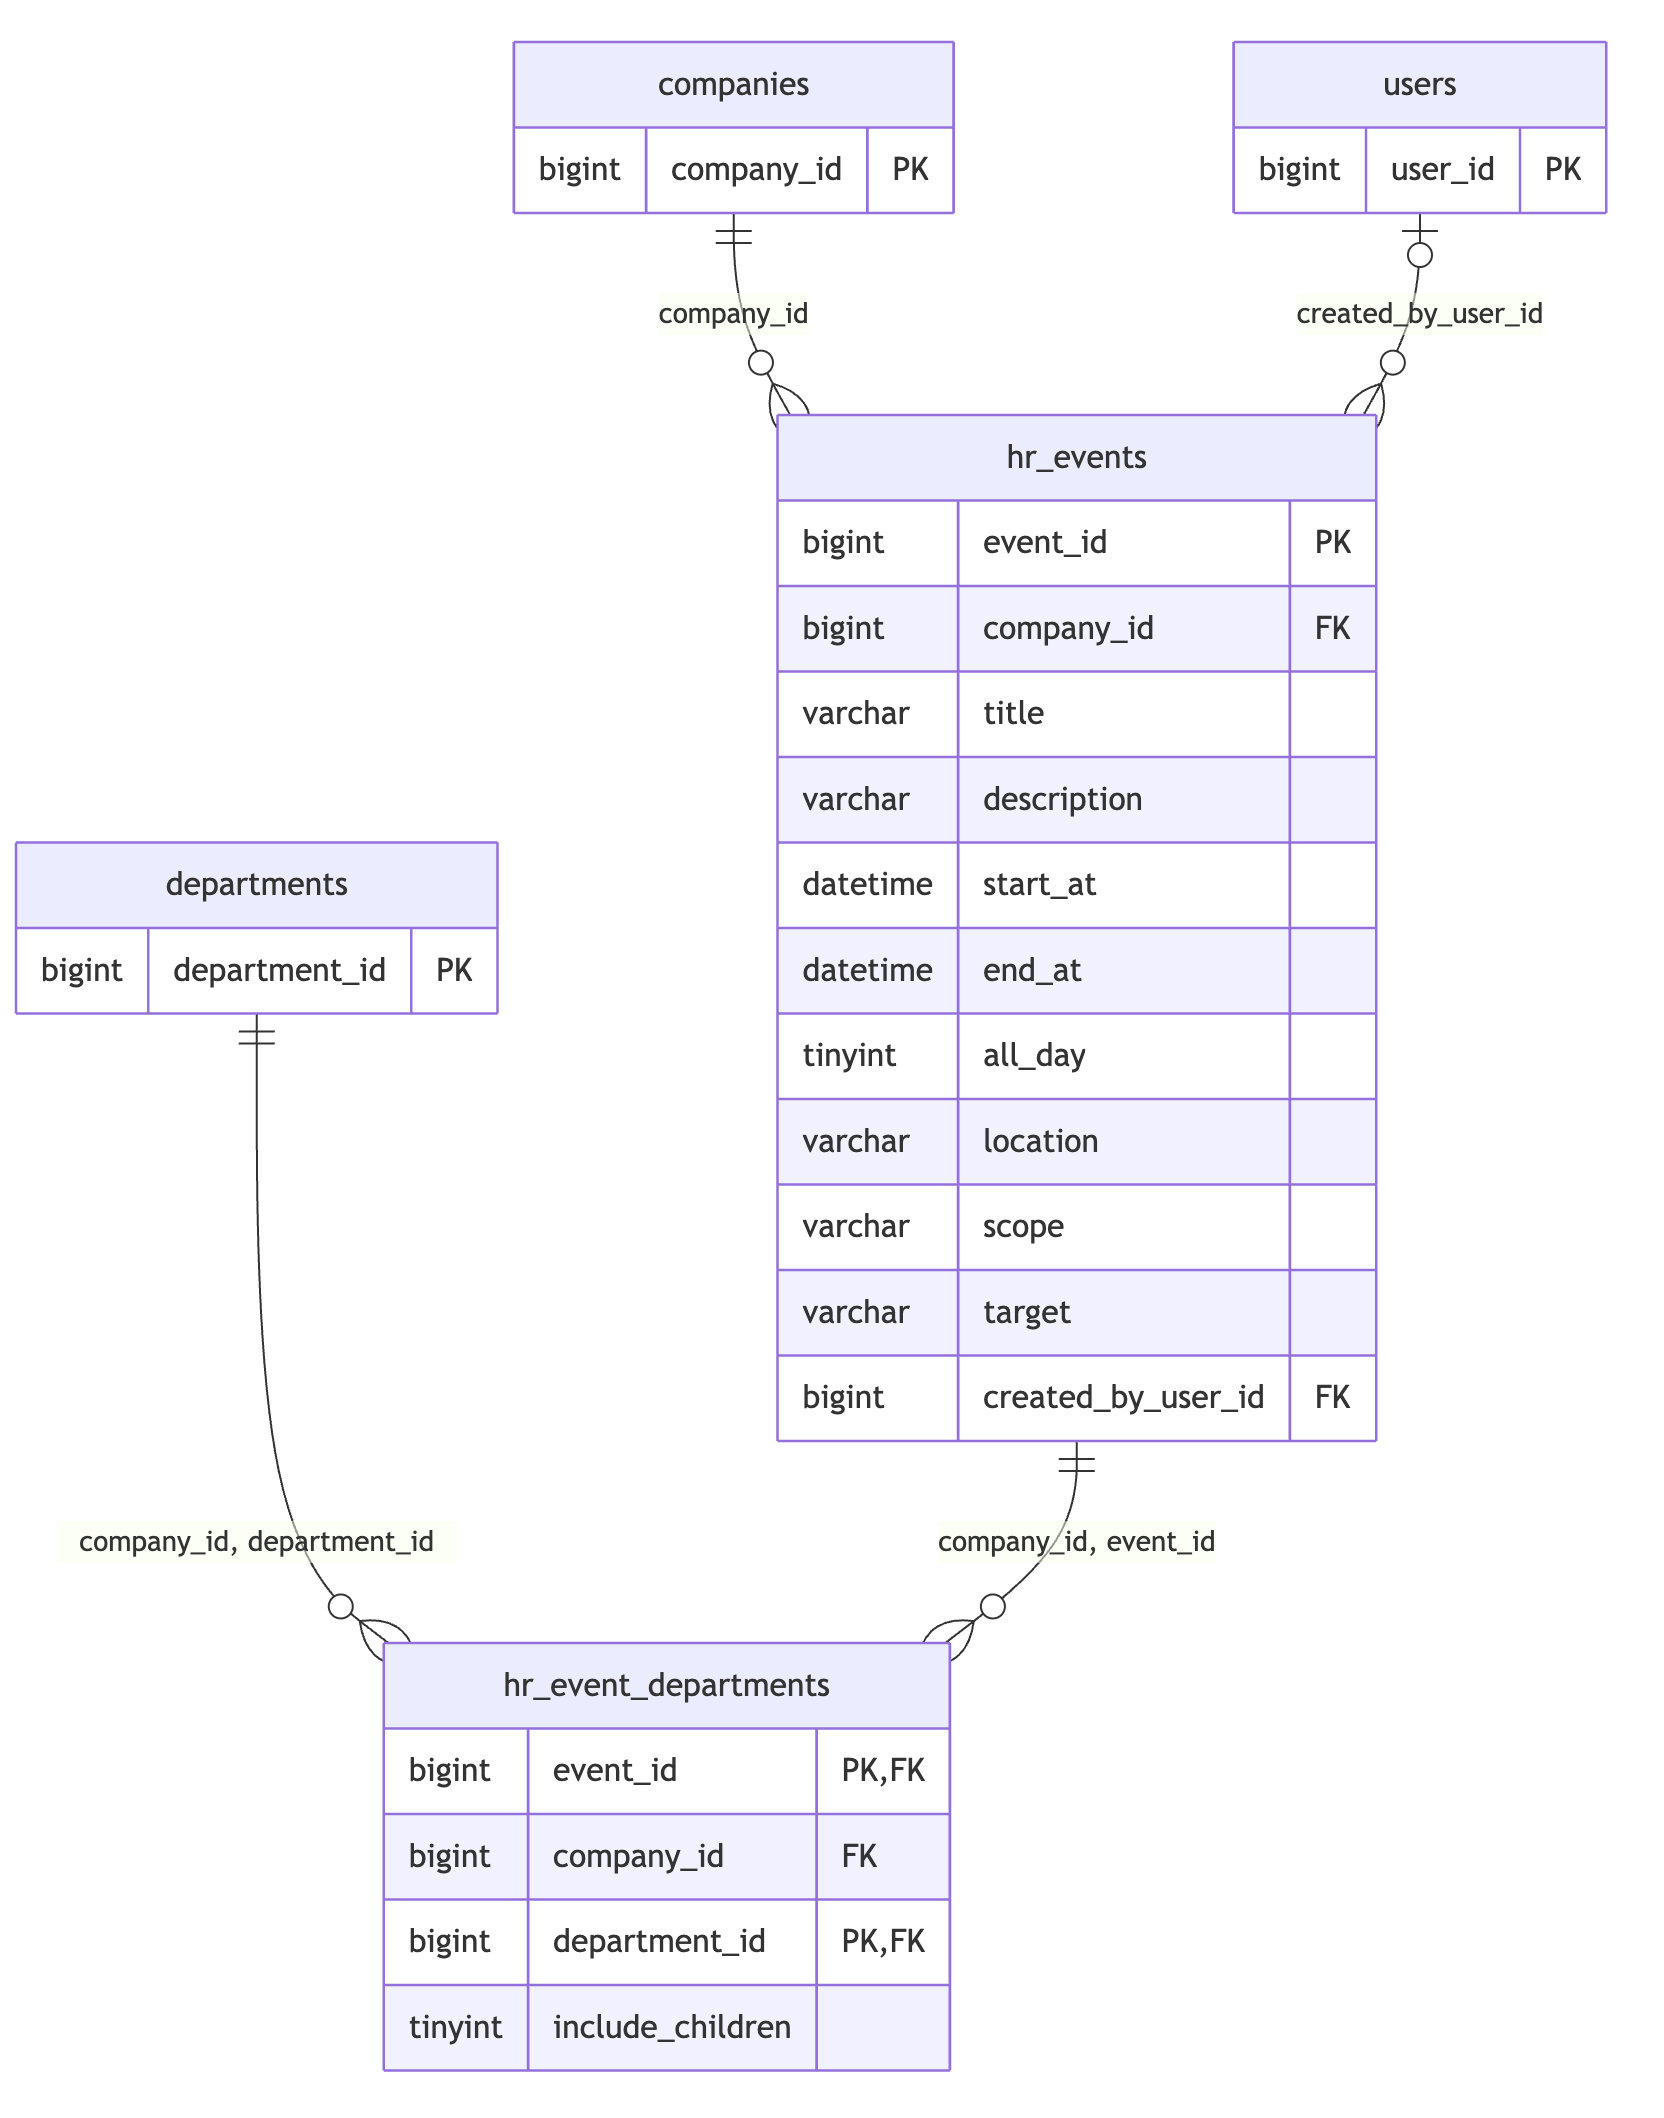 companies
bigint company_id PK
users
bigint user_id PK
company_id
created_by_user_id
hr_events
bigint event_id PK
bigint company_id FK
varchar title
varchar description
datetime start_at
datetime end_at
tinyint all_day
varchar location
varchar scope
varchar target
bigint created_by_user_id FK
departments
bigint department_id PK
company_id, department_id
company_id, event_id
hr_event_departments
bigint event_id PK,FK
bigint company_id FK
bigint department_id PK,FK
tinyint include_children